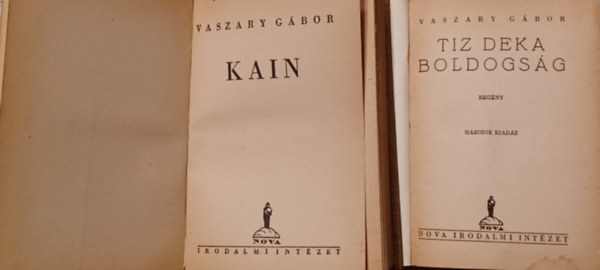 VASZARY GÁBOR
KAIN
NOVA
IRODALMI INTÉZET
VASZARY GÁBOR
TIZ DEKA
BOLDOGSÁG
REGÉNY
MÁSODIK KIADÁS
NOVA
NOVA IRODALMI INTÉZET